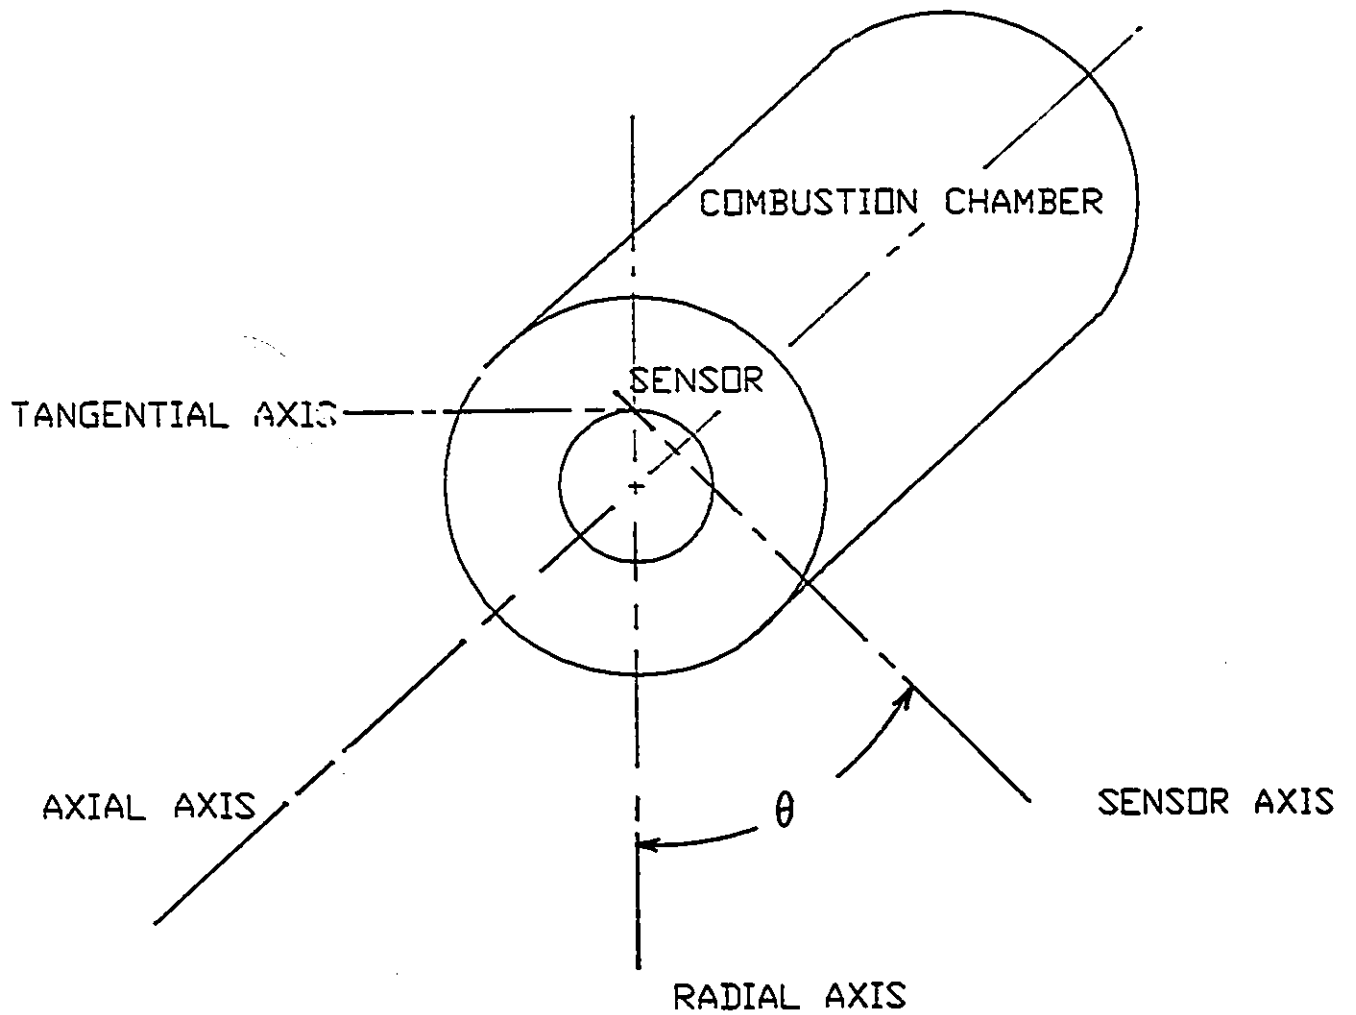 COMBUSTION CHAMBER
SENSOR
TANGENTIAL AXIS
AXIAL AXIS
θ
SENSOR AXIS
RADIAL AXIS